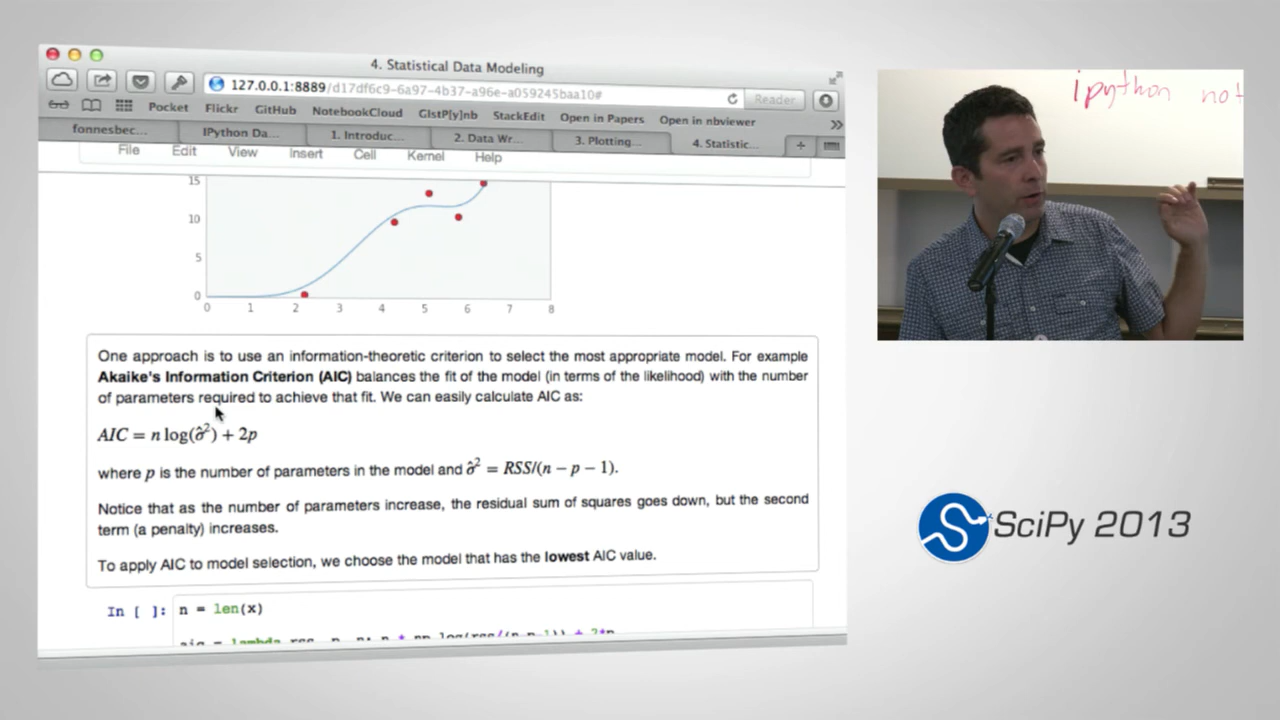 4. Statistical Data Modeling
127.0.0.1:8889/d17df6c9-6a97-4b37-a96e-a059245baa10#
Reader
Pocket Flickr GitHub NotebookCloud GIstP[y]nb StackEdit Open in Papers Open in nbviewer
fonnesbec... IPython Da... 1. Introduc... 2. Data Wr... 3. Plotting... 4. Statistic...
File Edit View Insert Cell Kernel Help
15
10
5
0
0 1 2 3 4 5 6 7 8
One approach is to use an information-theoretic criterion to select the most appropriate model. For example
Akaike's Information Criterion (AIC) balances the fit of the model (in terms of the likelihood) with the number
of parameters required to achieve that fit. We can easily calculate AIC as:
AIC = n log(σ̂²) + 2p
where p is the number of parameters in the model and σ̂² = RSS/(n − p − 1).
Notice that as the number of parameters increase, the residual sum of squares goes down, but the second
term (a penalty) increases.
To apply AIC to model selection, we choose the model that has the lowest AIC value.
In [ ]: n = len(x)
ipython not
SciPy 2013